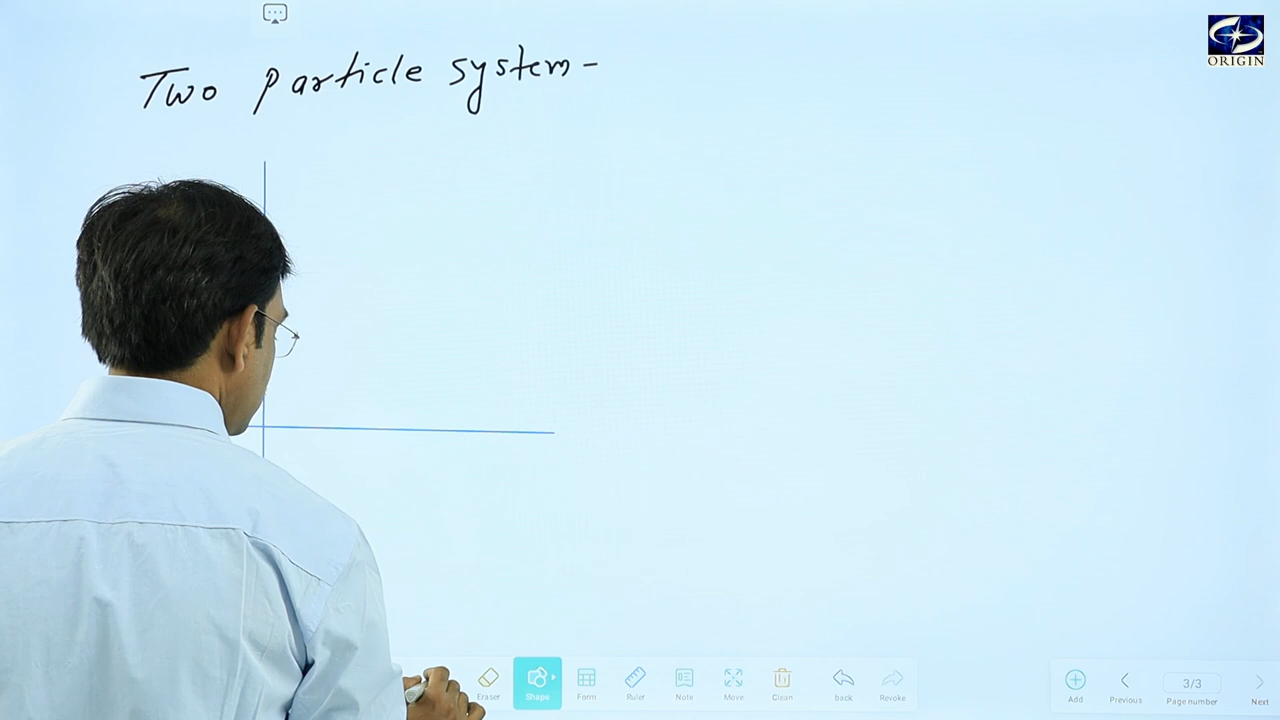 ORIGIN
Two particle system-
Eraser
Shape
Form
Ruler
Note
Move
Clean
back
Revoke
Add
Previous
3/3
Page number
Next